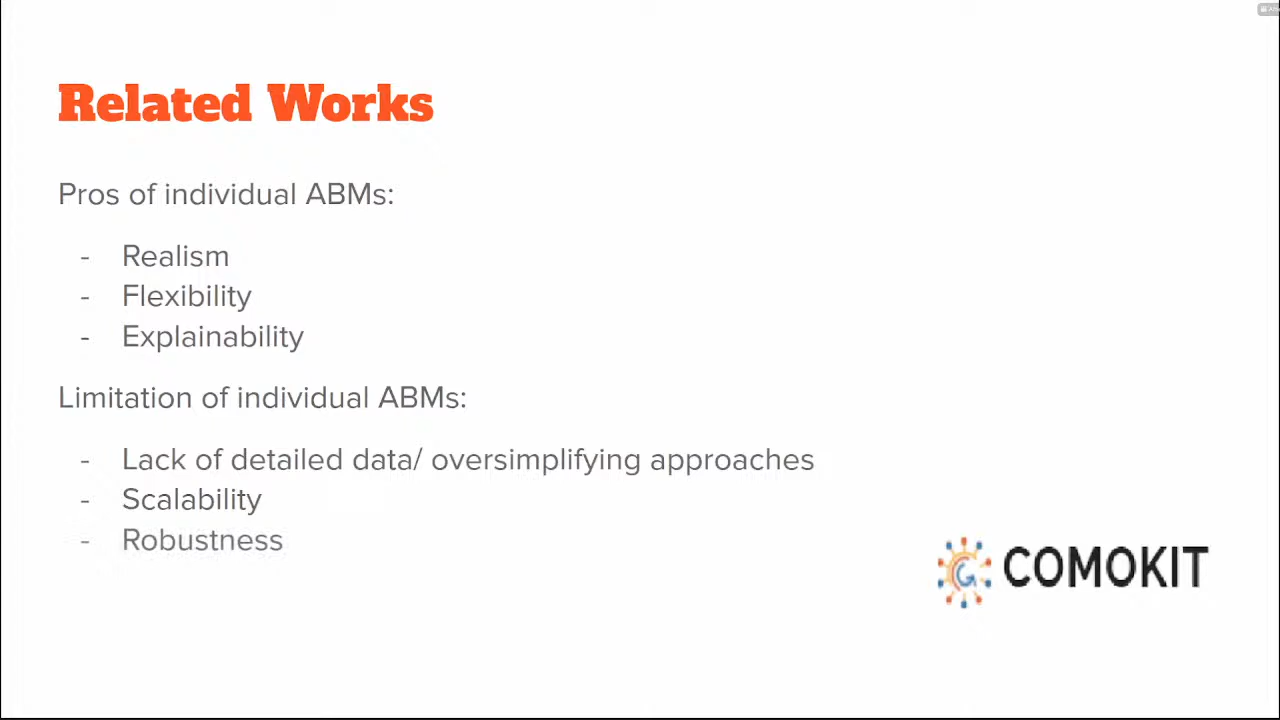 Related Works
Pros of individual ABMs:
- Realism
- Flexibility
- Explainability
Limitation of individual ABMs:
- Lack of detailed data/ oversimplifying approaches
- Scalability
- Robustness
COMOKIT